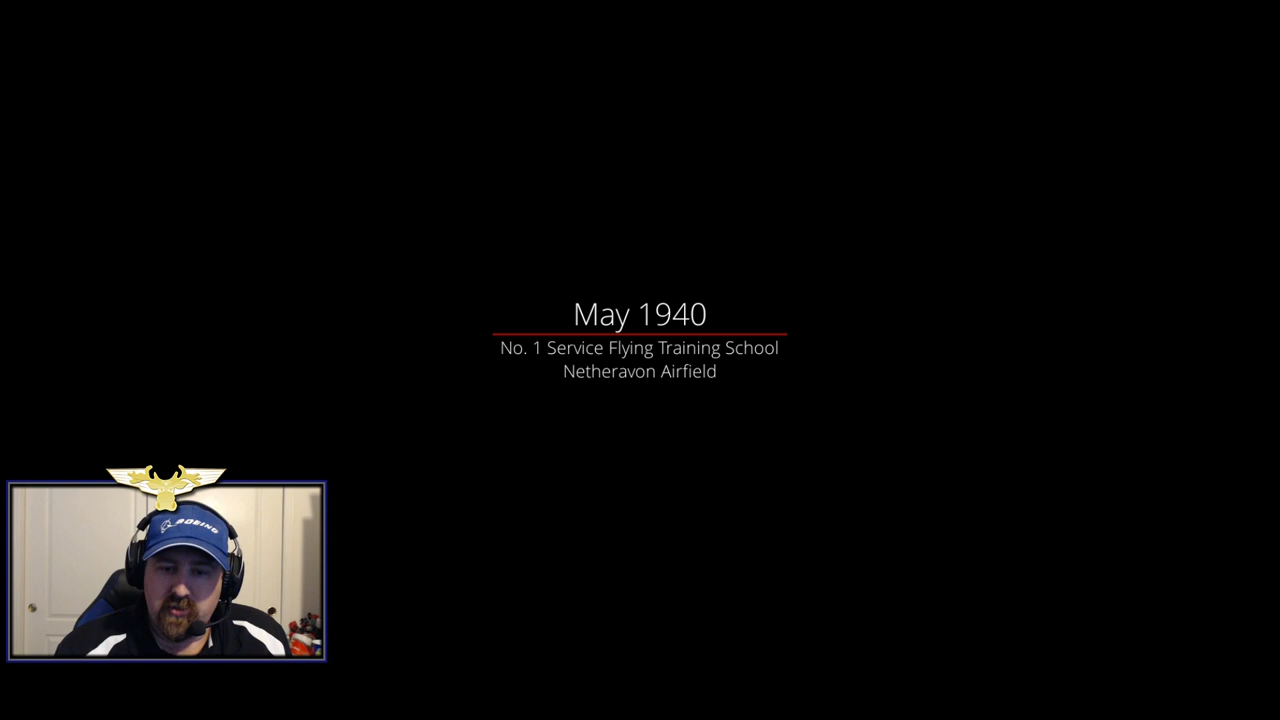 May 1940
No. 1 Service Flying Training School
Netheravon Airfield
BOEING